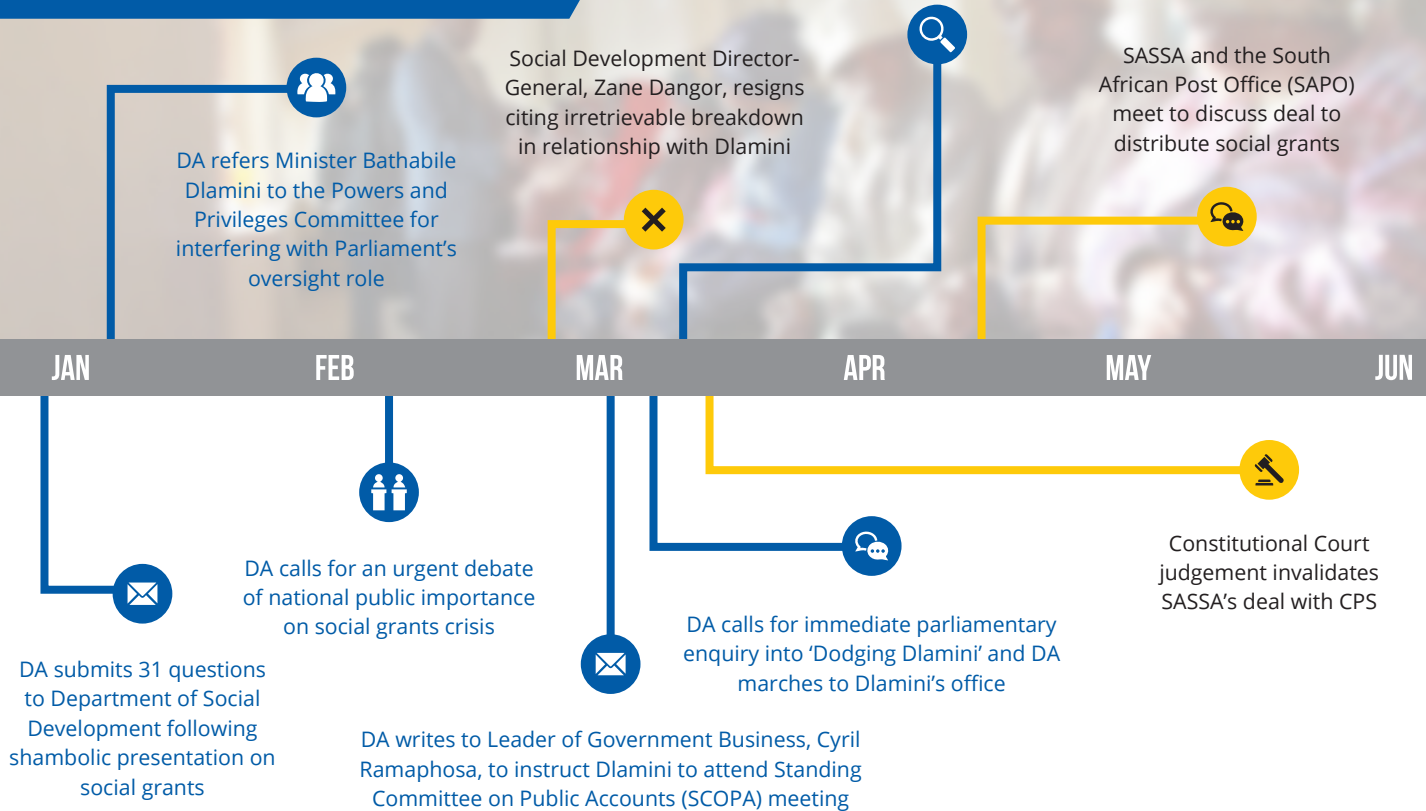 Social Development Director-
General, Zane Dangor, resigns
citing irretrievable breakdown
in relationship with Dlamini
SASSA and the South
African Post Office (SAPO)
meet to discuss deal to
distribute social grants
DA refers Minister Bathabile
Dlamini to the Powers and
Privileges Committee for
interfering with Parliament’s
oversight role
JAN
FEB
MAR
APR
MAY
JUN
DA submits 31 questions
to Department of Social
Development following
shambolic presentation on
social grants
DA calls for an urgent debate
of national public importance
on social grants crisis
DA writes to Leader of Government Business, Cyril
Ramaphosa, to instruct Dlamini to attend Standing
Committee on Public Accounts (SCOPA) meeting
DA calls for immediate parliamentary
enquiry into ‘Dodging Dlamini’ and DA
marches to Dlamini’s office
Constitutional Court
judgement invalidates
SASSA’s deal with CPS